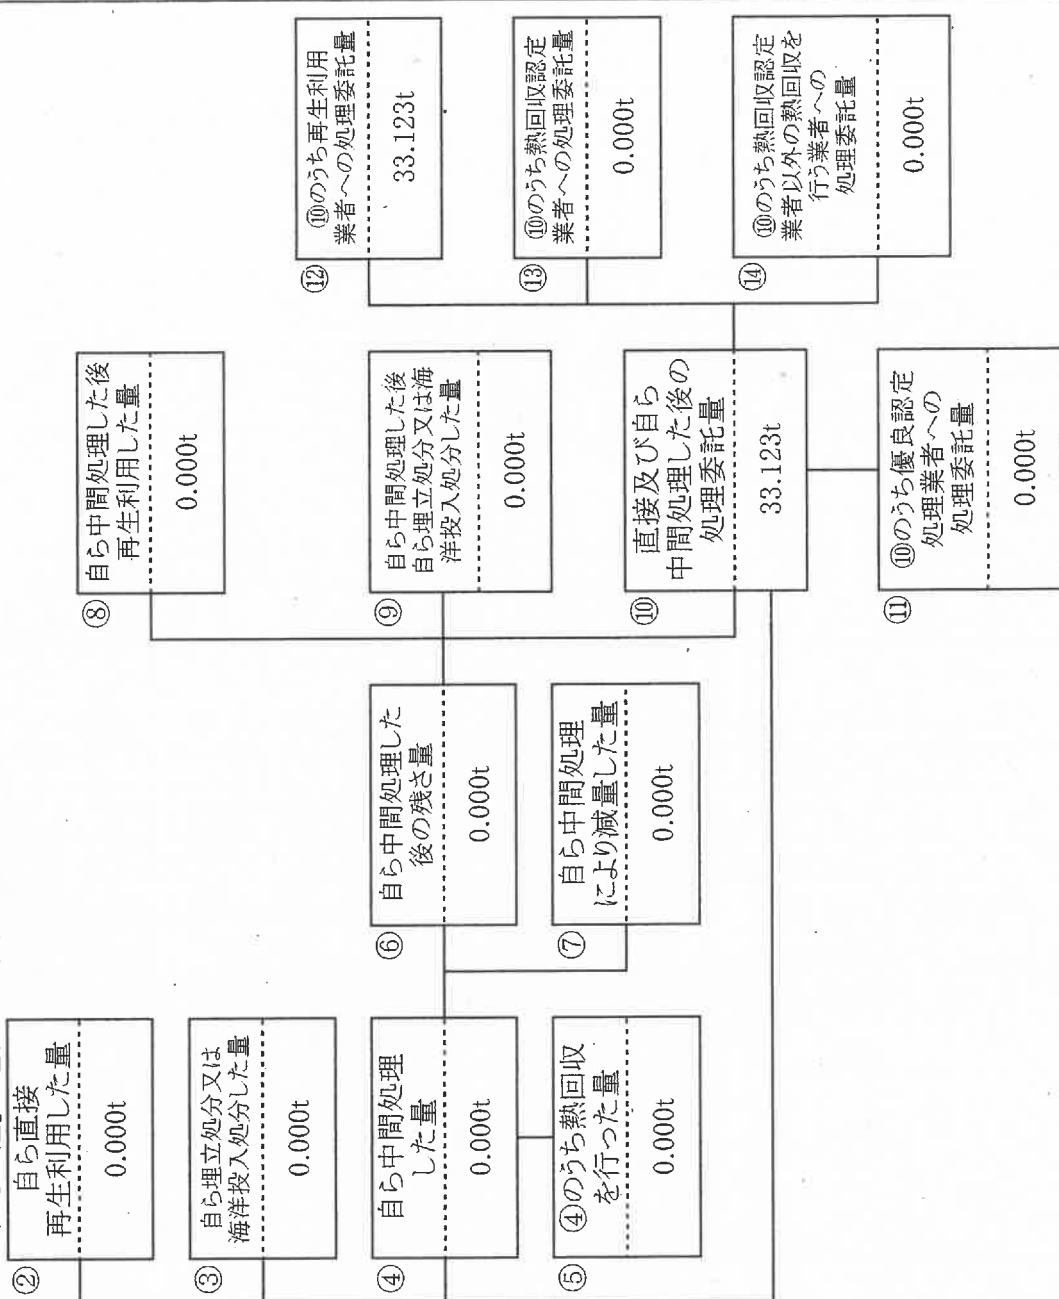 ②
自ら直接
再生利用した量
0.000t
③
自ら埋立処分又は
海洋投入処分した量
0.000t
④
自ら中間処理
した量
0.000t
⑤
④のうち熱回収
を行った量
0.000t
⑥
自ら中間処理した
後の残さ量
0.000t
⑦
自ら中間処理
により減量した量
0.000t
⑧
自ら中間処理した後
再生利用した量
0.000t
⑨
自ら中間処理した後
自ら埋立処分又は海
洋投入処分した量
0.000t
⑩
直接及び自ら
中間処理した後の
処理委託量
33.123t
⑪
⑩のうち優良認定
処理業者への
処理委託量
0.000t
⑫
⑩のうち再生利用
業者への処理委託量
33.123t
⑬
⑩のうち熱回収認定
業者への処理委託量
0.000t
⑭
⑩のうち熱回収認定
業者以外の熱回収を
行う業者への
処理委託量
0.000t